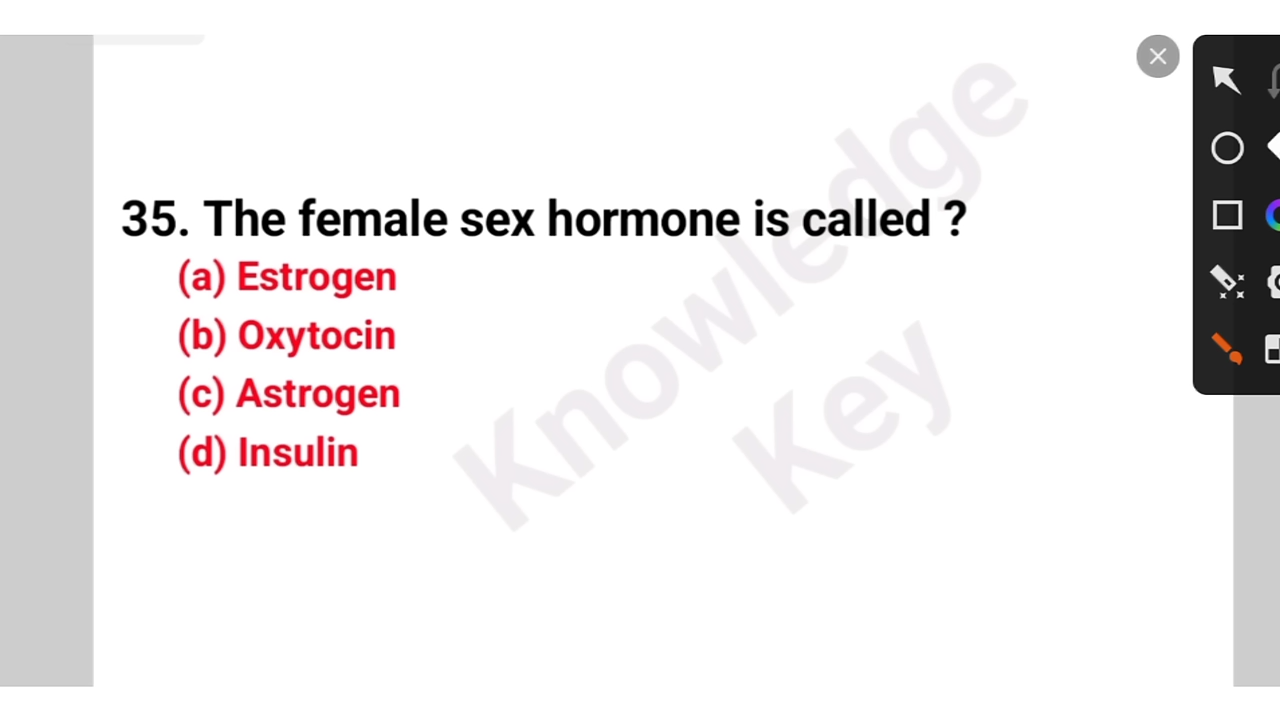 35. The female sex hormone is called ?
(a) Estrogen
(b) Oxytocin
(c) Astrogen
(d) Insulin
Knowledge
Key